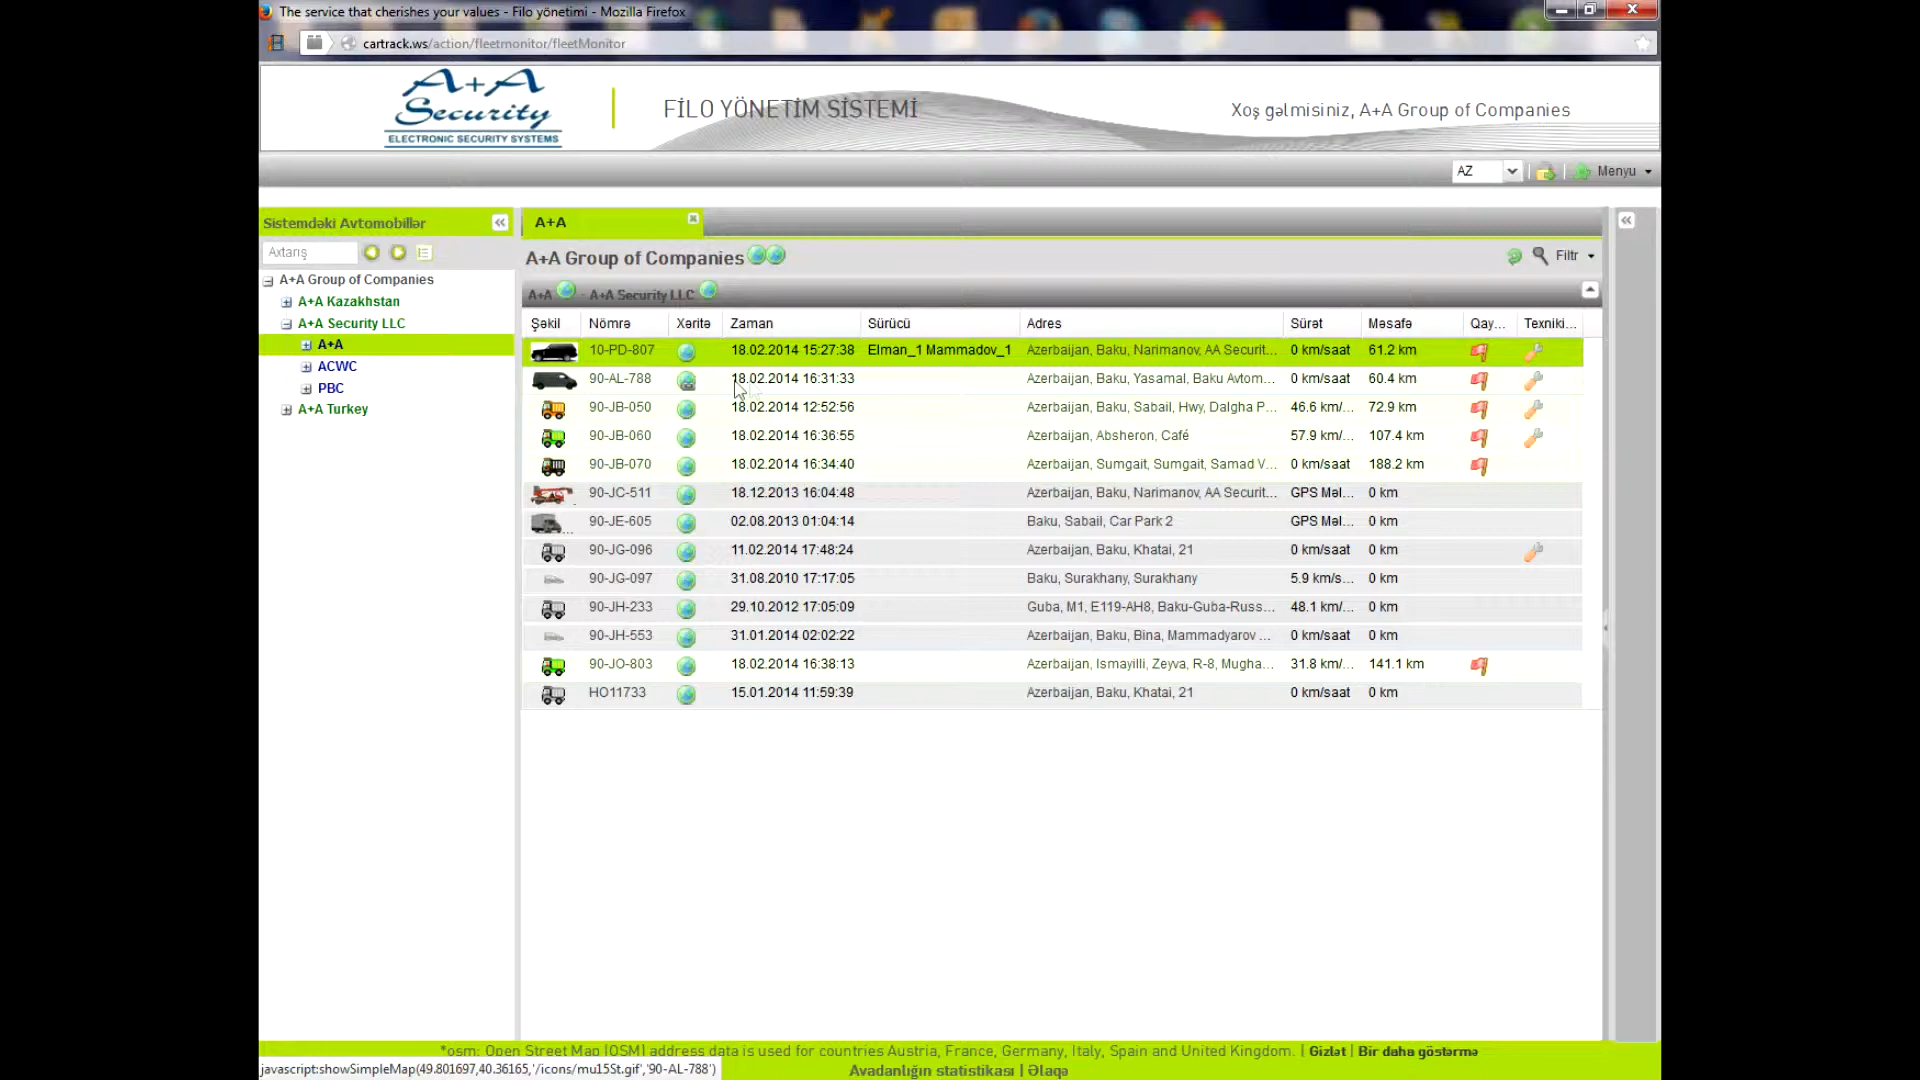 The service that cherishes your values - Filo yönetimi - Mozilla Firefox
cartrack.ws/action/fleetmonitor/fleetMonitor
A+A
Security
ELECTRONIC SECURITY SYSTEMS
FİLO YÖNETİM SİSTEMİ
Xoş gəlmisiniz, A+A Group of Companies
AZ
Menyu
Sistemdəki Avtomobillər
A+A
Axtarış
A+A Group of Companies
Filtr
A+A - A+A Security LLC
A+A Group of Companies
A+A Kazakhstan
A+A Security LLC
A+A
ACWC
PBC
A+A Turkey
Şəkil Nömrə Xəritə Zaman Sürücü Adres Sürət Məsafə Qay... Texniki...
10-PD-807 18.02.2014 15:27:38 Elman_1 Mammadov_1 Azerbaijan, Baku, Narimanov, AA Securit... 0 km/saat 61.2 km
90-AL-788 18.02.2014 16:31:33 Azerbaijan, Baku, Yasamal, Baku Avtom... 0 km/saat 60.4 km
90-JB-050 18.02.2014 12:52:56 Azerbaijan, Baku, Sabail, Hwy, Dalgha P... 46.6 km/... 72.9 km
90-JB-060 18.02.2014 16:36:55 Azerbaijan, Absheron, Café 57.9 km/... 107.4 km
90-JB-070 18.02.2014 16:34:40 Azerbaijan, Sumgait, Sumgait, Samad V... 0 km/saat 188.2 km
90-JC-511 18.12.2013 16:04:48 Azerbaijan, Baku, Narimanov, AA Securit... GPS Məl... 0 km
90-JE-605 02.08.2013 01:04:14 Baku, Sabail, Car Park 2 GPS Məl... 0 km
90-JG-096 11.02.2014 17:48:24 Azerbaijan, Baku, Khatai, 21 0 km/saat 0 km
90-JG-097 31.08.2010 17:17:05 Baku, Surakhany, Surakhany 5.9 km/s... 0 km
90-JH-233 29.10.2012 17:05:09 Guba, M1, E119-AH8, Baku-Guba-Russ... 48.1 km/... 0 km
90-JH-553 31.01.2014 02:02:22 Azerbaijan, Baku, Bina, Mammadyarov ... 0 km/saat 0 km
90-JO-803 18.02.2014 16:38:13 Azerbaijan, Ismayilli, Zeyva, R-8, Mugha... 31.8 km/... 141.1 km
HO11733 15.01.2014 11:59:39 Azerbaijan, Baku, Khatai, 21 0 km/saat 0 km
*osm: Open Street Map (OSM) address data is used for countries Austria, France, Germany, Italy, Spain and United Kingdom. | Gizlət | Bir daha göstərmə
Avadanlığın statistikası | Əlaqə
javascript:showSimpleMap(49.801697,40.36165,'/icons/mu15St.gif','90-AL-788')